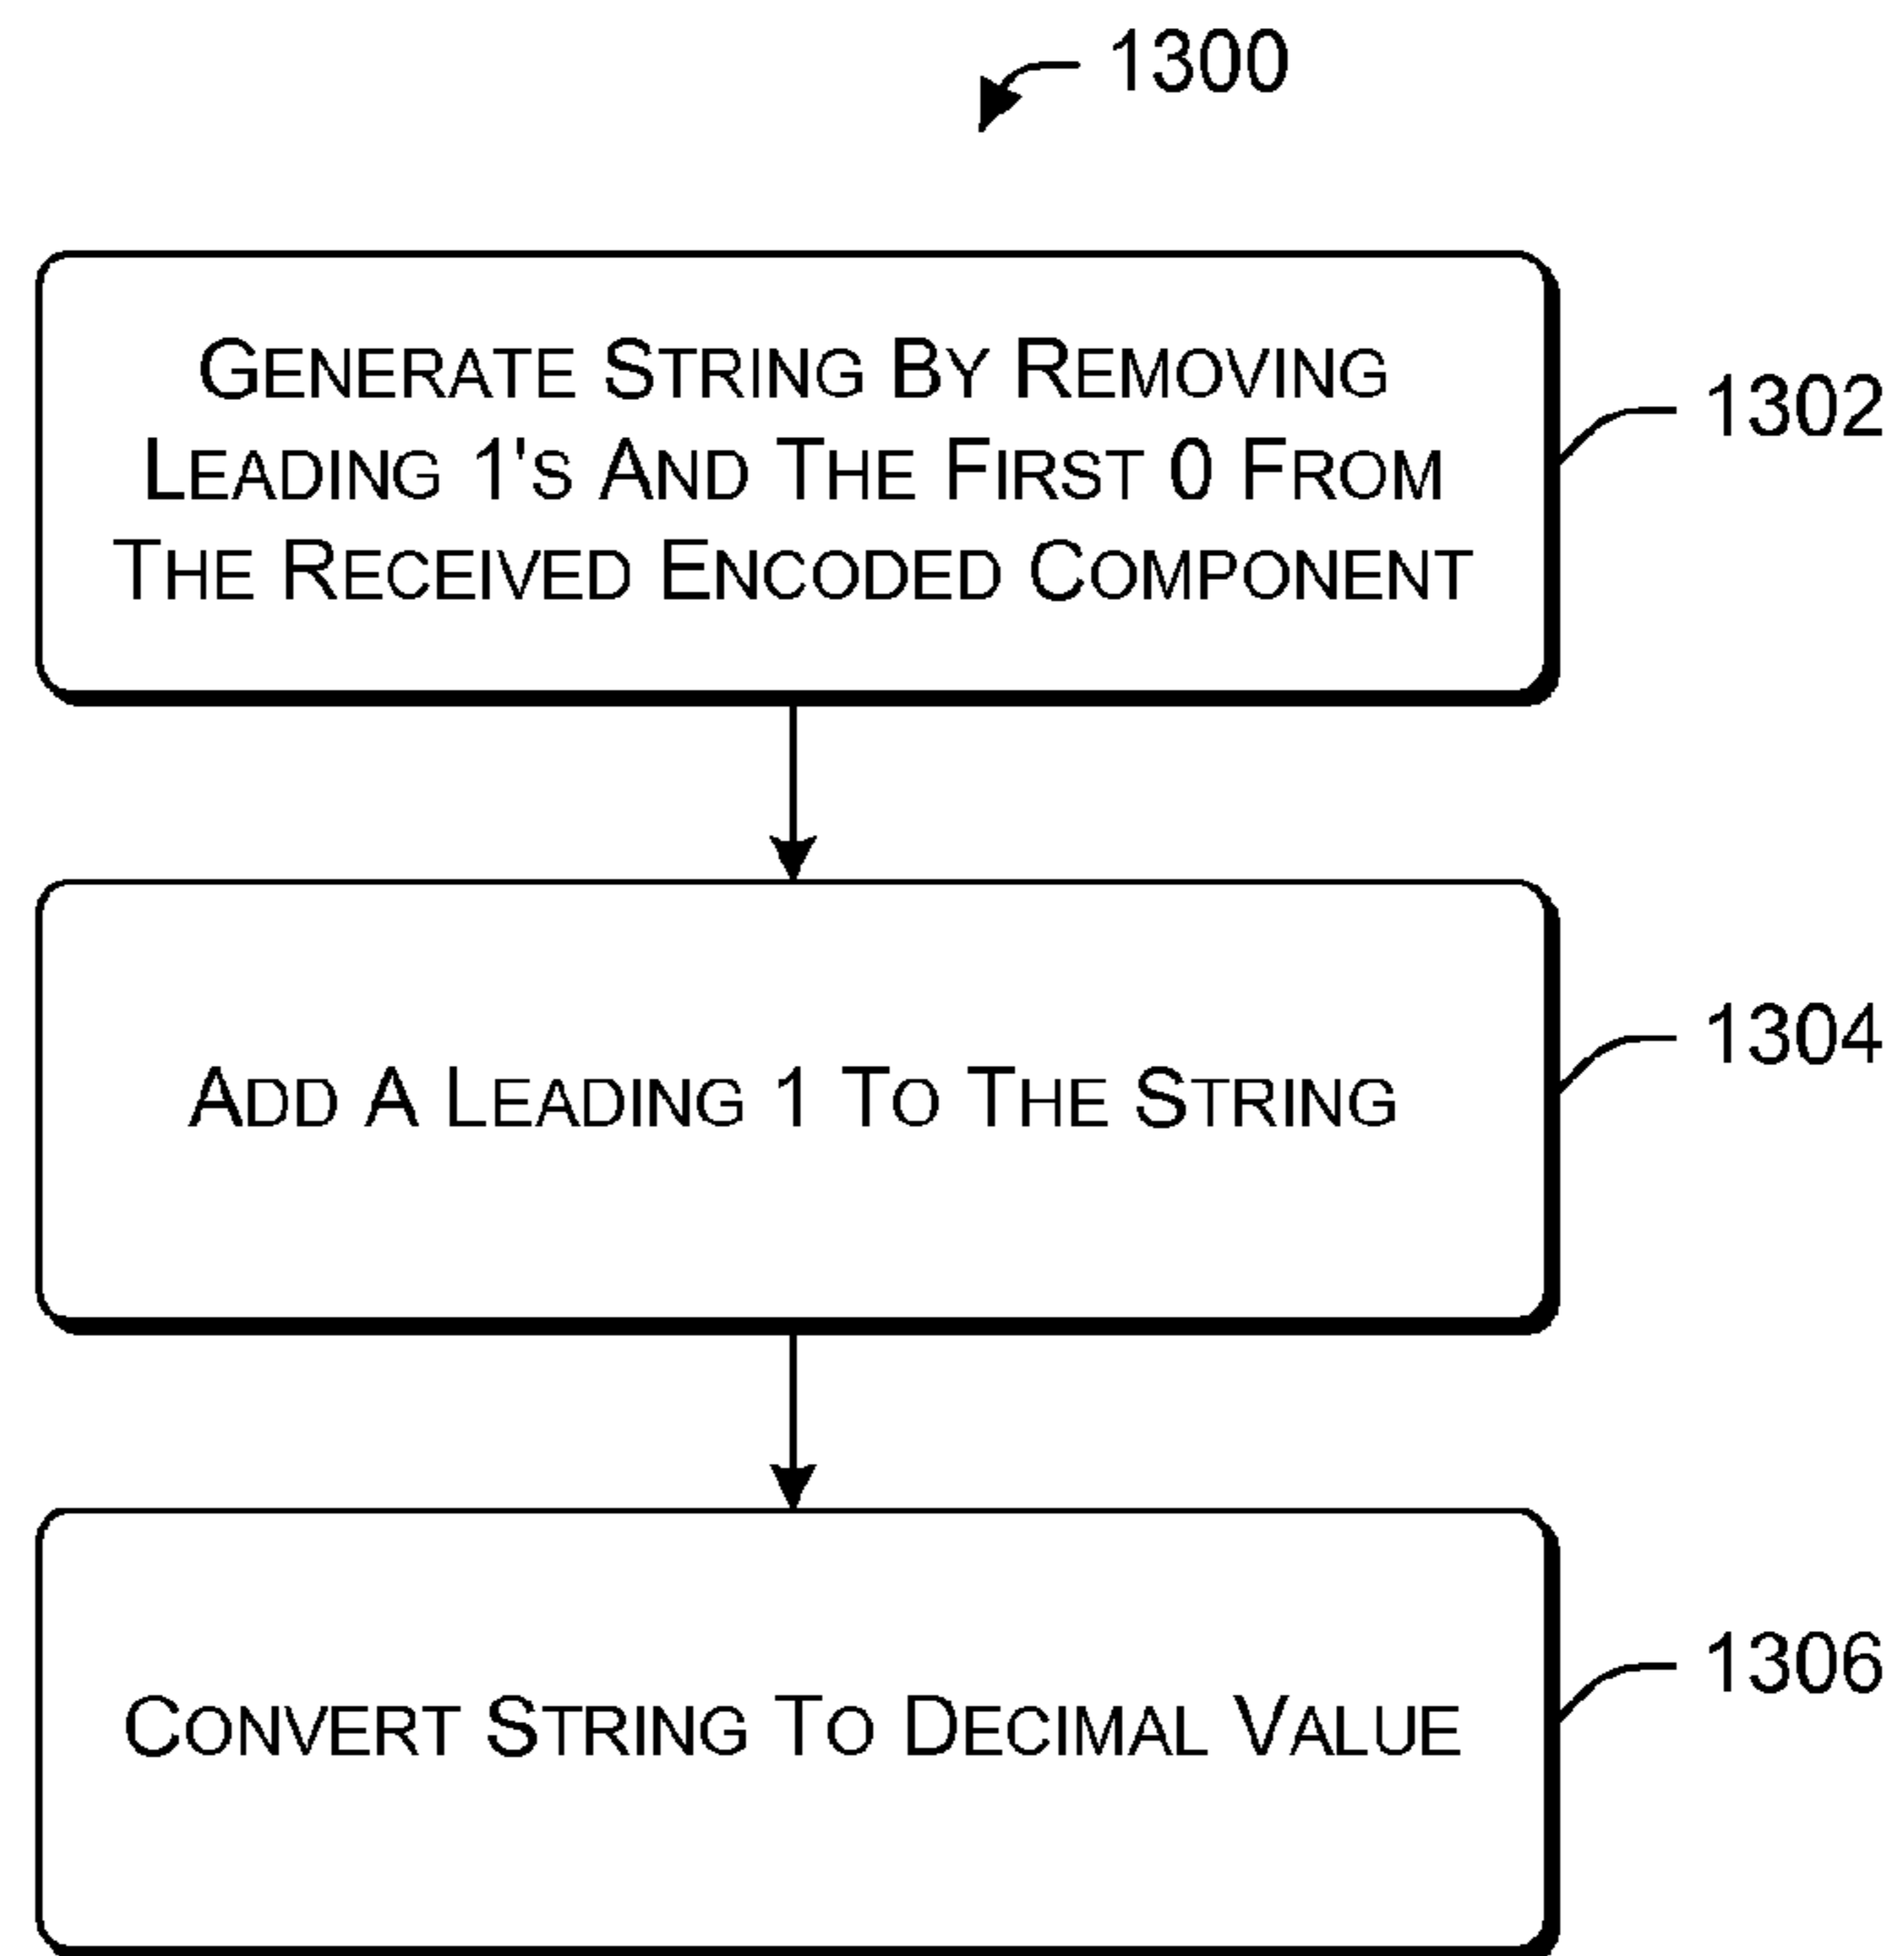 1300
GENERATE STRING BY REMOVING
LEADING 1'S AND THE FIRST 0 FROM
THE RECEIVED ENCODED COMPONENT
1302
ADD A LEADING 1 TO THE STRING
1304
CONVERT STRING TO DECIMAL VALUE
1306